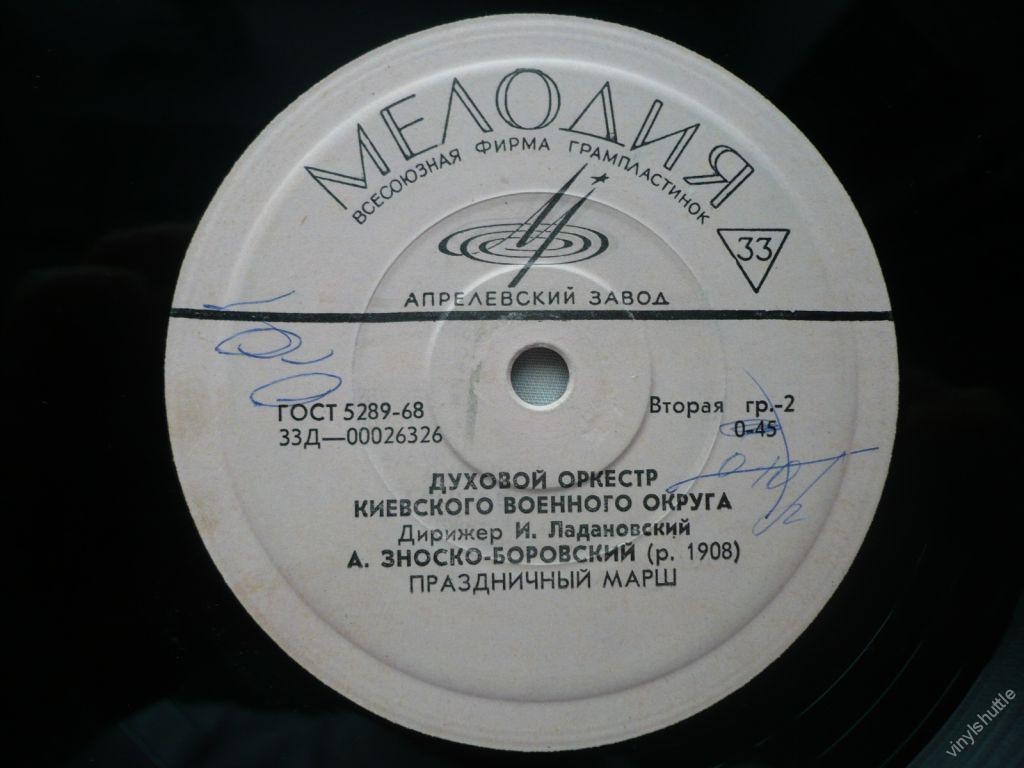 МЕЛОДИЯ
ВСЕСОЮЗНАЯ ФИРМА ГРАМПЛАСТИНОК
33
АПРЕЛЕВСКИЙ ЗАВОД
ГОСТ 5289-68
33Д—00026326
Вторая гр.-2
0-45
ДУХОВОЙ ОРКЕСТР
КИЕВСКОГО ВОЕННОГО ОКРУГА
Дирижер И. Ладановский
А. ЗНОСКО-БОРОВСКИЙ (р. 1908)
ПРАЗДНИЧНЫЙ МАРШ
vinylshuttle